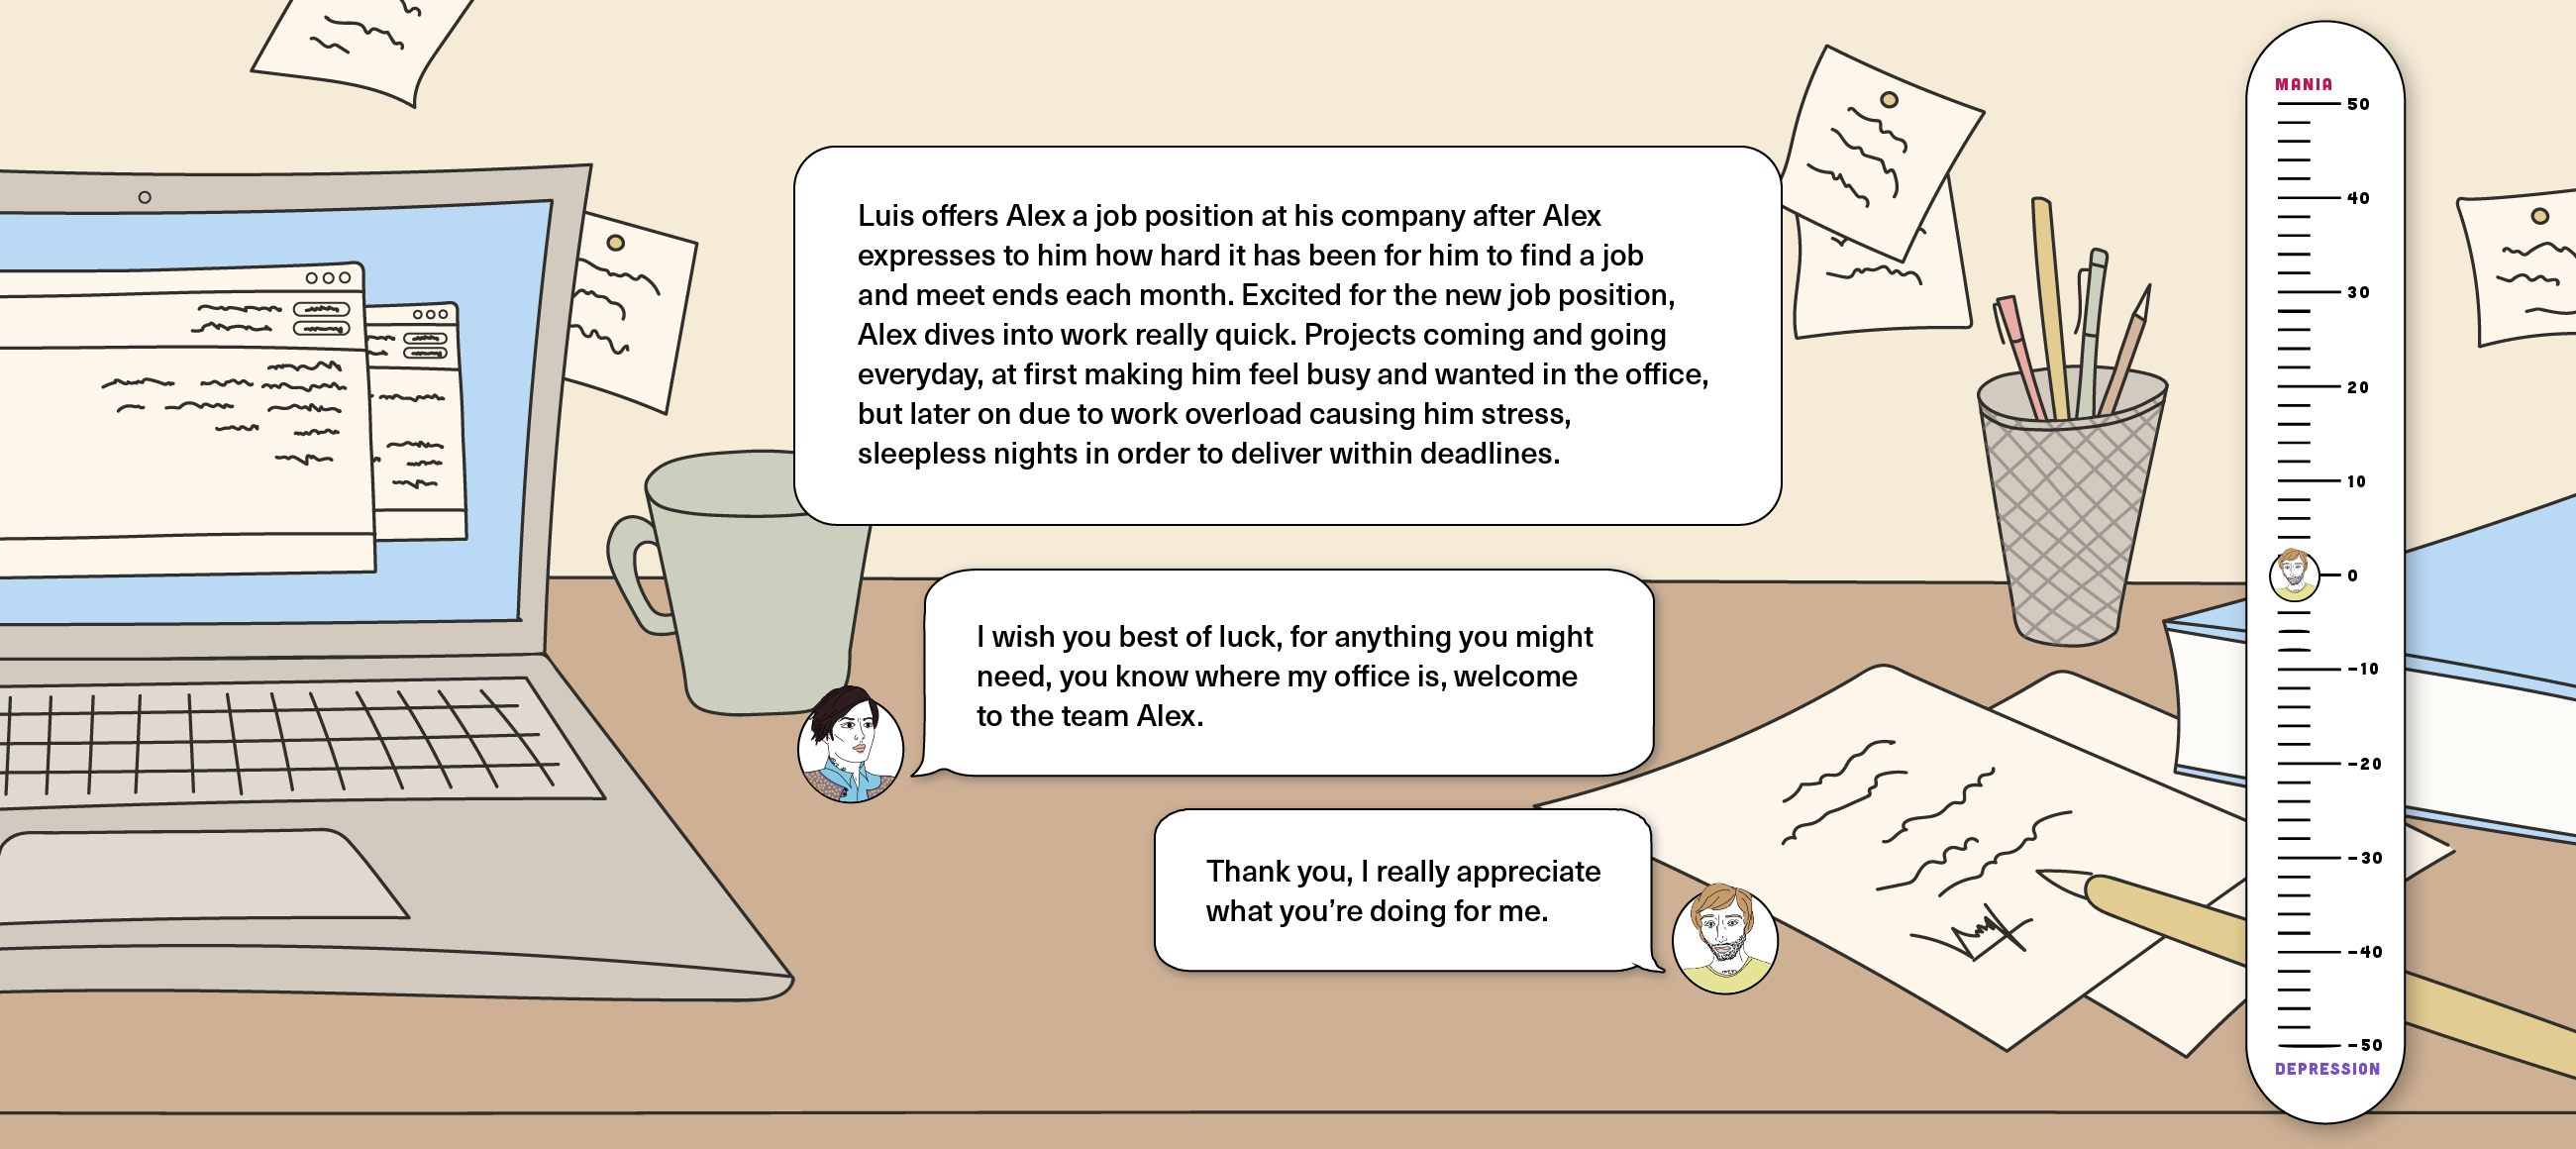 Luis offers Alex a job position at his company after Alex
expresses to him how hard it has been for him to find a job
and meet ends each month. Excited for the new job position,
Alex dives into work really quick. Projects coming and going
everyday, at first making him feel busy and wanted in the office,
but later on due to work overload causing him stress,
sleepless nights in order to deliver within deadlines.
I wish you best of luck, for anything you might
need, you know where my office is, welcome
to the team Alex.
Thank you, I really appreciate
what you’re doing for me.
MANIA
50
40
30
20
10
0
-10
-20
-30
-40
-50
DEPRESSION